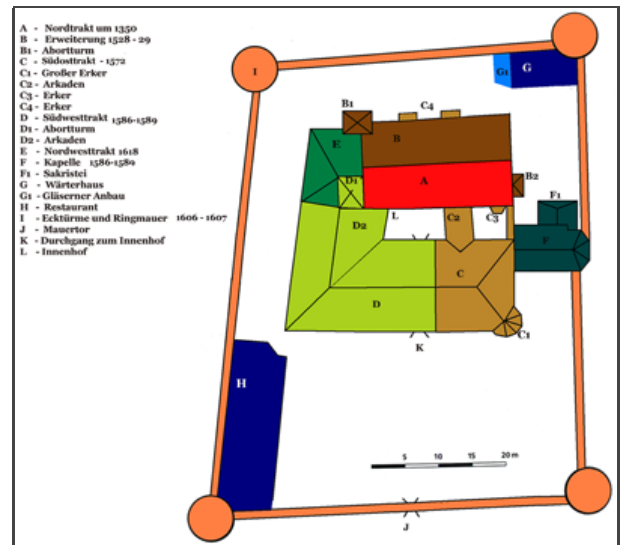 A - Nordtrakt um 1350
B - Erweiterung 1528 - 29
B1 - Abortturm
C - Südosttrakt - 1572
C1 - Großer Erker
C2 - Arkaden
C3 - Erker
C4 - Erker
D - Südwesttrakt 1586-1589
D1 - Abortturm
D2 - Arkaden
E - Nordwesttrakt 1618
F - Kapelle 1586-1589
F1 - Sakristei
G - Wärterhaus
G1 - Gläserner Anbau
H - Restaurant
I - Ecktürme und Ringmauer 1606 - 1607
J - Mauertor
K - Durchgang zum Innenhof
L - Innenhof
I
G1 G
B1 C4
B
E
A
D1
B2
F1
L C2 C3
D2
F
C
D
C1
K
H
5 10 15 20 m
J